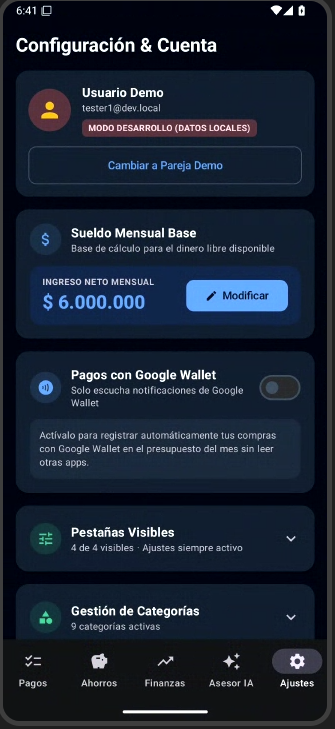 6:41
Configuración & Cuenta
Usuario Demo
tester1@dev.local
MODO DESARROLLO (DATOS LOCALES)
Cambiar a Pareja Demo
$
Sueldo Mensual Base
Base de cálculo para el dinero libre disponible
INGRESO NETO MENSUAL
$ 6.000.000
Modificar
Pagos con Google Wallet
Solo escucha notificaciones de Google
Wallet
Actívalo para registrar automáticamente tus compras
con Google Wallet en el presupuesto del mes sin leer
otras apps.
Pestañas Visibles
4 de 4 visibles · Ajustes siempre activo
Gestión de Categorías
9 categorías activas
Pagos
Ahorros
Finanzas
Asesor IA
Ajustes